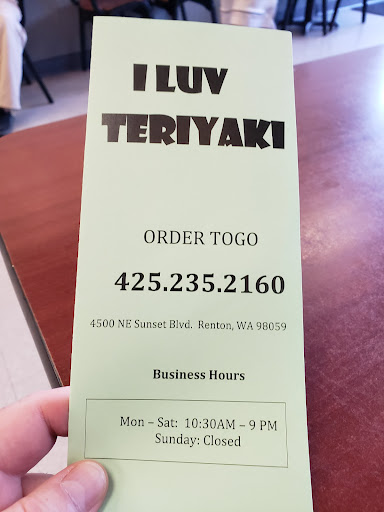 I LUV
TERIYAKI
ORDER TOGO
425.235.2160
4500 NE Sunset Blvd. Renton, WA 98059
Business Hours
Mon – Sat: 10:30AM – 9 PM
Sunday: Closed